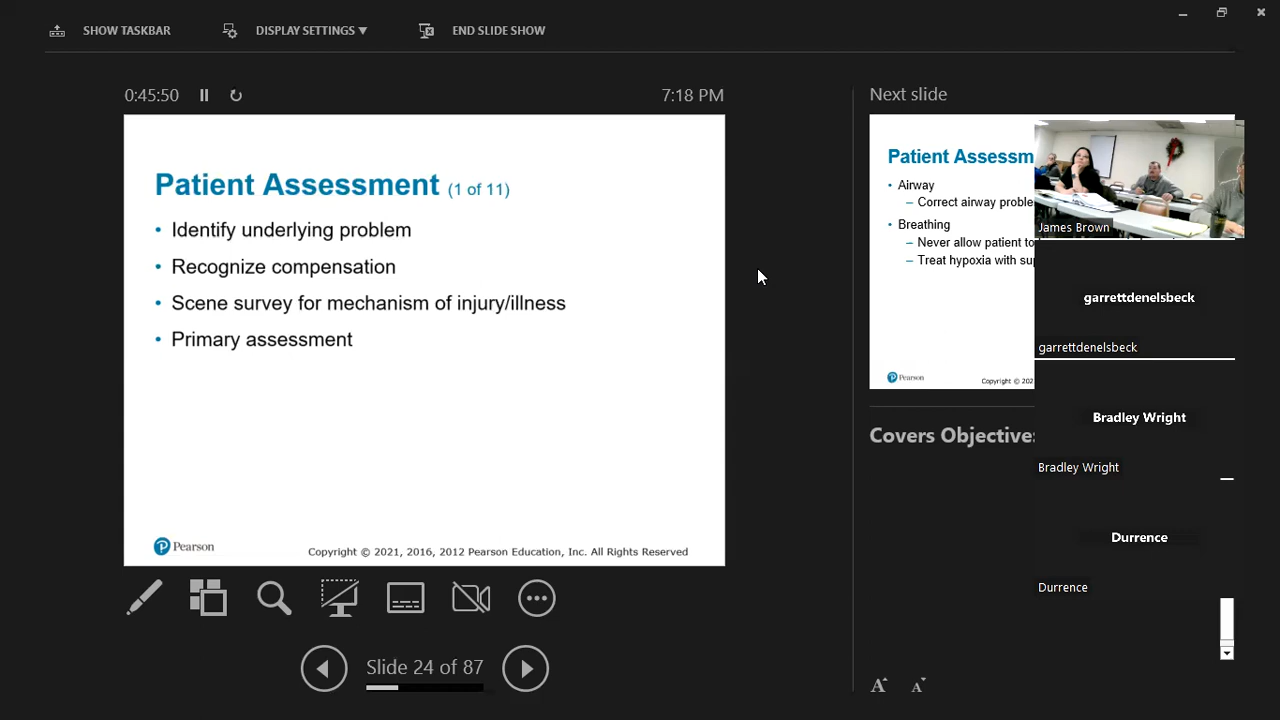 SHOW TASKBAR
DISPLAY SETTINGS ▼
END SLIDE SHOW
0:45:50
7:18 PM
Patient Assessment (1 of 11)
• Identify underlying problem
• Recognize compensation
• Scene survey for mechanism of injury/illness
• Primary assessment
Pearson
Copyright © 2021, 2016, 2012 Pearson Education, Inc. All Rights Reserved
Slide 24 of 87
Next slide
Patient Assessm
• Airway
– Correct airway proble
• Breathing
– Never allow patient to
– Treat hypoxia with su
Pearson
Copyright © 202
Covers Objective
James Brown
garrettdenelsbeck
garrettdenelsbeck
Bradley Wright
Bradley Wright
Durrence
Durrence
A
A